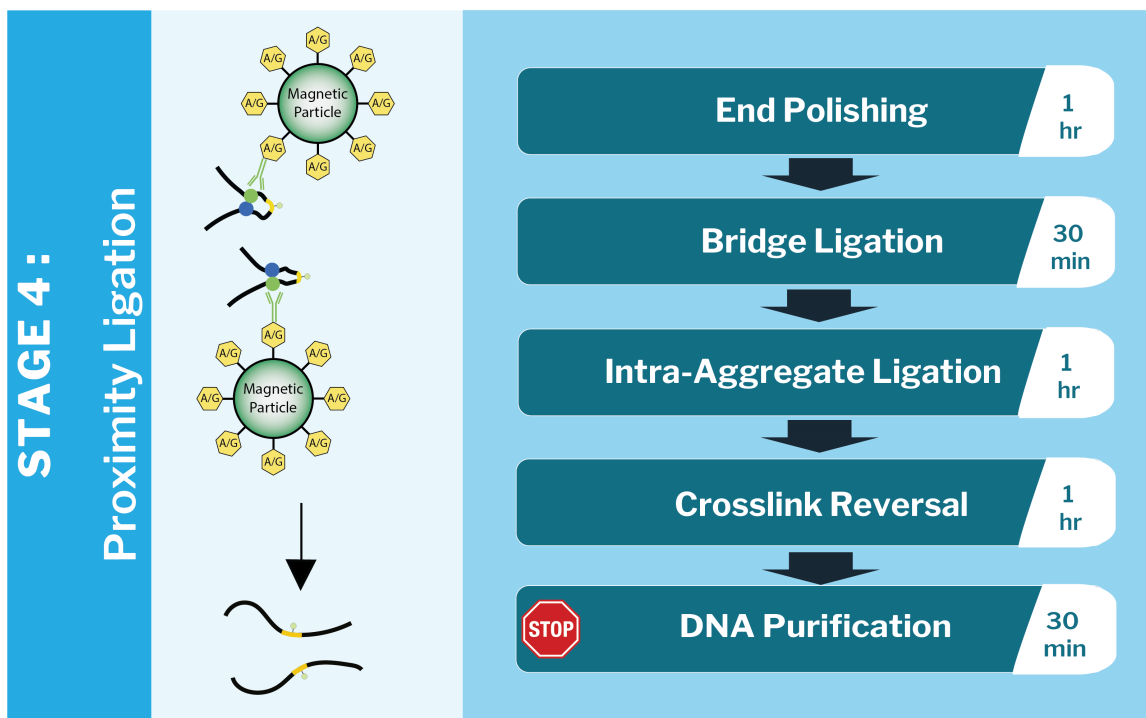 STAGE 4 :
Proximity Ligation
A/G
A/G
A/G
A/G
Magnetic
Particle
A/G
A/G
A/G
A/G
A/G
A/G
A/G
A/G
Magnetic
Particle
A/G
A/G
A/G
A/G
End Polishing
1
hr
Bridge Ligation
30
min
Intra-Aggregate Ligation
1
hr
Crosslink Reversal
1
hr
STOP
DNA Purification
30
min